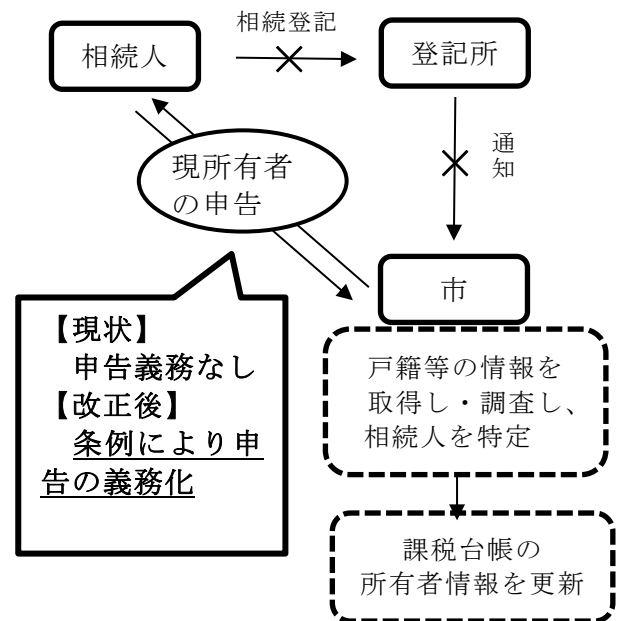 相続登記
相続人
登記所
通
知
現所有者
の申告
市
【現状】
申告義務なし
【改正後】
条例により申
告の義務化
戸籍等の情報を
取得し・調査し、
相続人を特定
課税台帳の
所有者情報を更新